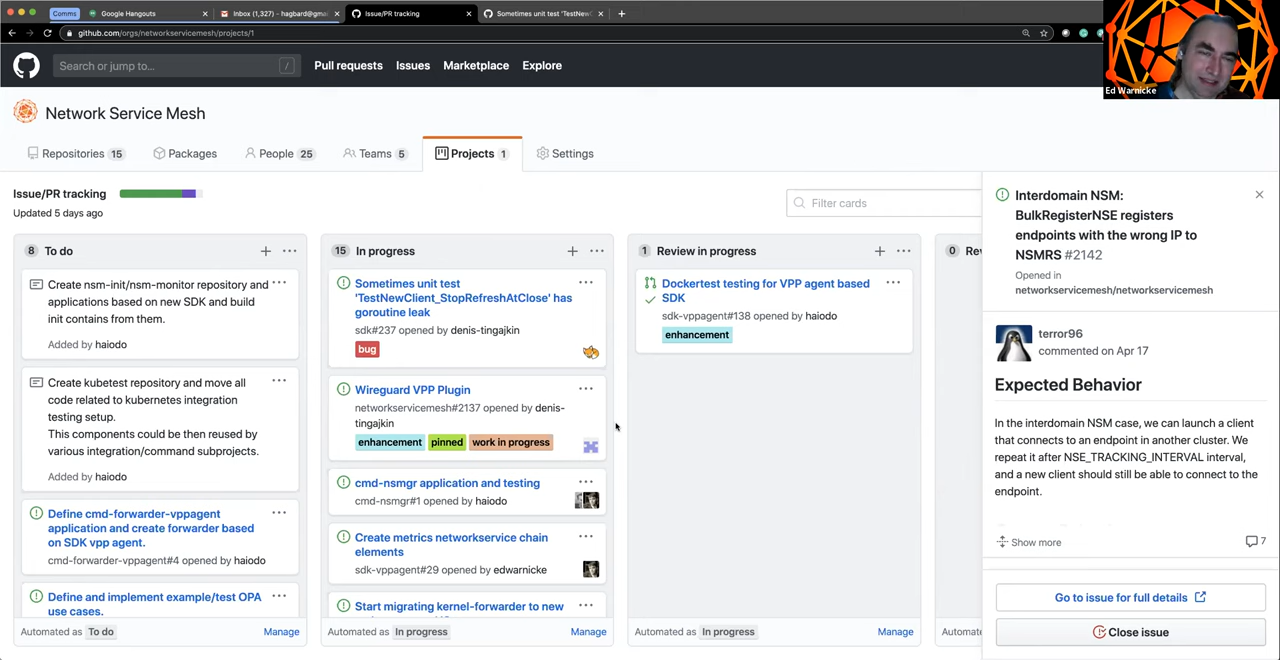 Comms
Google Hangouts
Inbox (1,327) - hagbard@gma
Issue/PR tracking
Sometimes unit test 'TestNewC
github.com/orgs/networkservicemesh/projects/1
Search or jump to…
/
Pull requests
Issues
Marketplace
Explore
Ed Warnicke
Network Service Mesh
Repositories 15
Packages
People 25
Teams 5
Projects 1
Settings
Issue/PR tracking
Updated 5 days ago
Filter cards
8 To do
Create nsm-init/nsm-monitor repository and
applications based on new SDK and build
init contains from them.
Added by haiodo
Create kubetest repository and move all
code related to kubernetes integration
testing setup.
This components could be then reused by
various integration/command subprojects.
Added by haiodo
Define cmd-forwarder-vppagent
application and create forwarder based
on SDK vpp agent.
cmd-forwarder-vppagent#4 opened by haiodo
Define and implement example/test OPA
use cases.
Automated as To do
Manage
15 In progress
Sometimes unit test
'TestNewClient_StopRefreshAtClose' has
goroutine leak
sdk#237 opened by denis-tingajkin
bug
Wireguard VPP Plugin
networkservicemesh#2137 opened by denis-
tingajkin
enhancement pinned work in progress
cmd-nsmgr application and testing
cmd-nsmgr#1 opened by haiodo
Create metrics networkservice chain
elements
sdk-vppagent#29 opened by edwarnicke
Start migrating kernel-forwarder to new
Automated as In progress
Manage
1 Review in progress
Dockertest testing for VPP agent based
SDK
sdk-vppagent#138 opened by haiodo
enhancement
Automated as In progress
Manage
0 Rev
Automate
Interdomain NSM:
BulkRegisterNSE registers
endpoints with the wrong IP to
NSMRS #2142
Opened in
networkservicemesh/networkservicemesh
terror96
commented on Apr 17
Expected Behavior
In the interdomain NSM case, we can launch a client
that connects to an endpoint in another cluster. We
repeat it after NSE_TRACKING_INTERVAL interval,
and a new client should still be able to connect to the
endpoint.
Show more
7
Go to issue for full details
Close issue